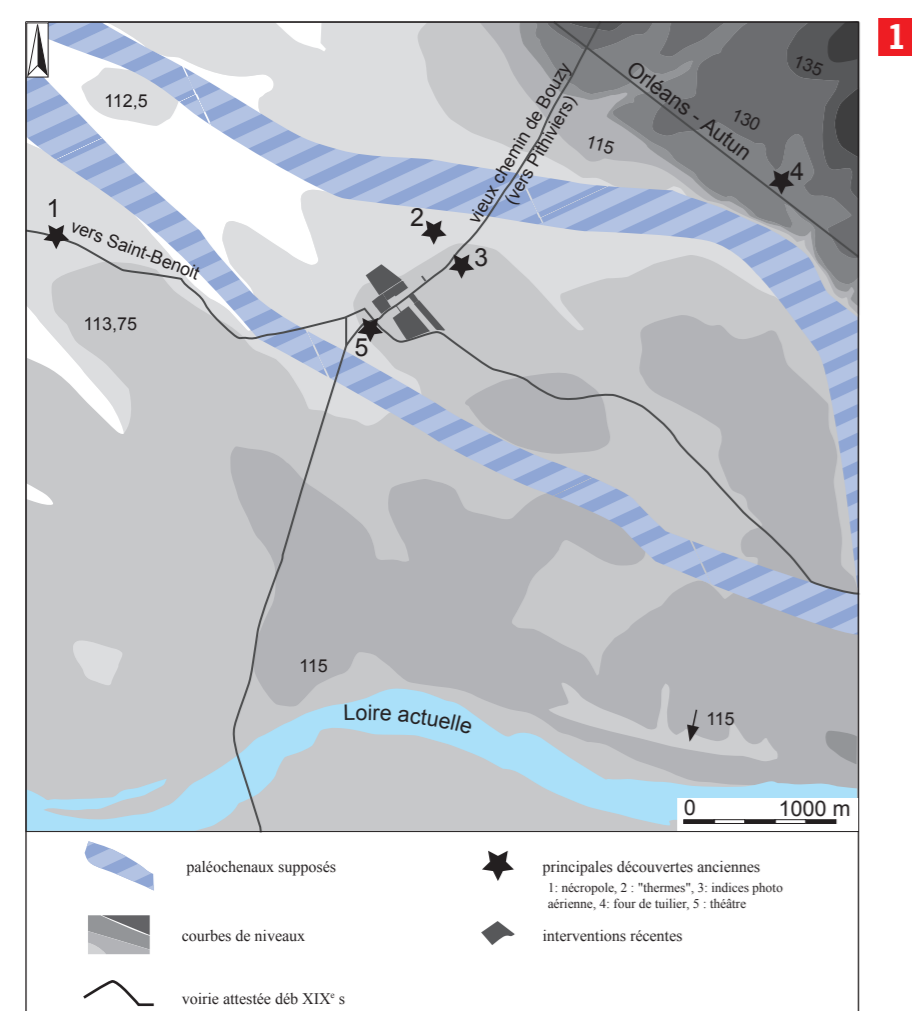 1
135
Orléans - Autun
112,5
130
vieux chemin de Bouzy
(vers Pithiviers)
115
4
1
vers Saint-Benoit
2
3
113,75
5
115
Loire actuelle
115
0 1000 m
paléochenaux supposés
principales découvertes anciennes
1: nécropole, 2 : "thermes", 3: indices photo
aérienne, 4: four de tuilier, 5 : théâtre
courbes de niveaux
interventions récentes
voirie attestée déb XIXe s